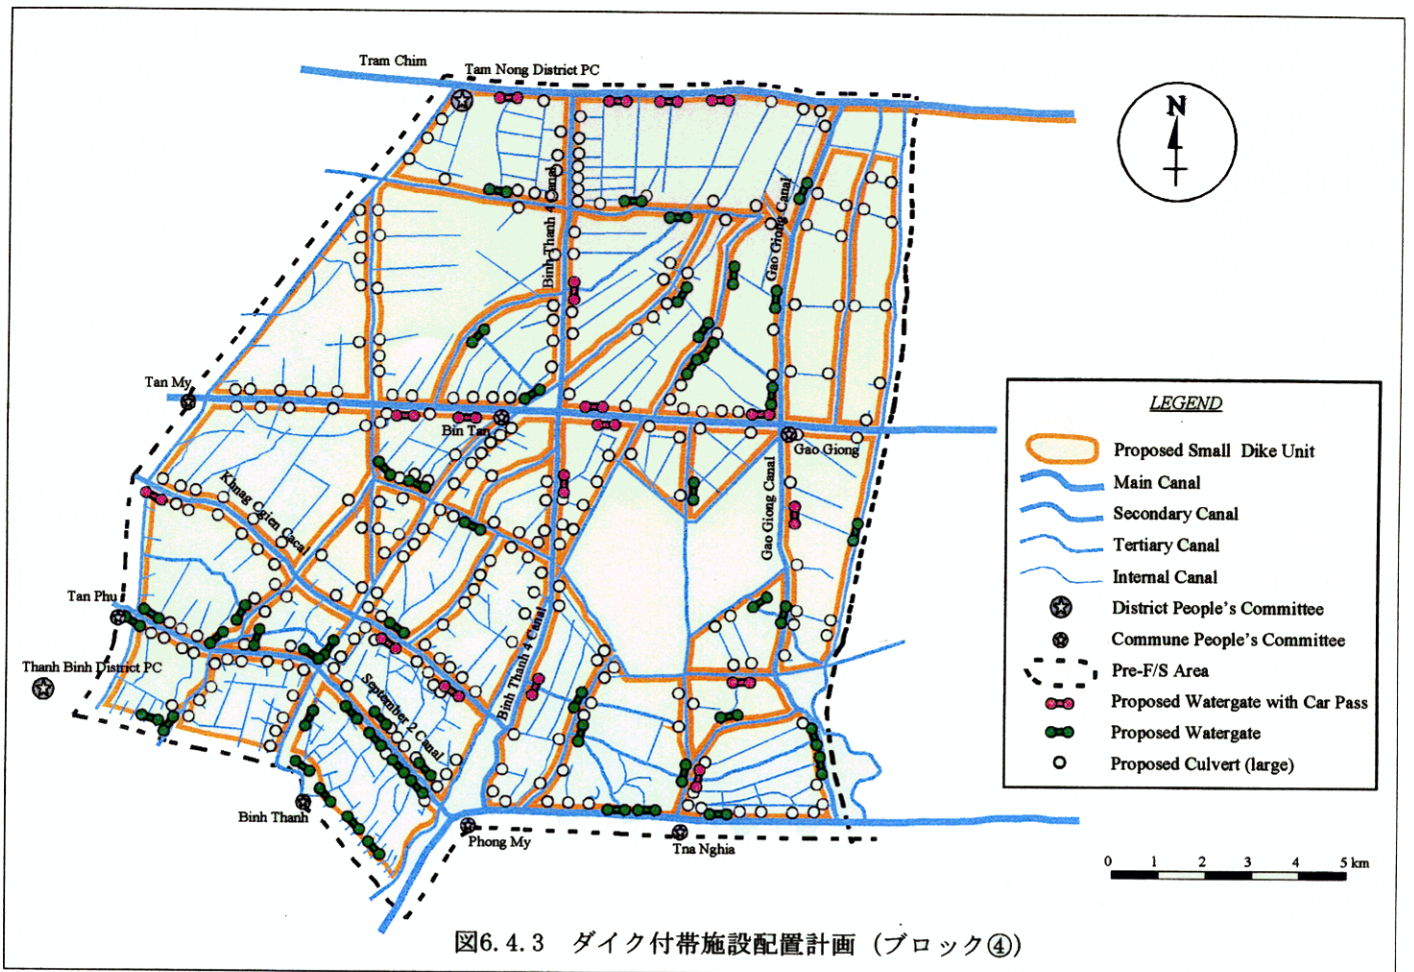 Tram Chim
Tam Nong District PC
N
Binh Thanh 4 Canal
Gao Giong Canal
Tan My
Bin Tan
Gao Giong
Khnag Cgien Cacal
Gao Giong Canal
Tan Phu
Thanh Binh District PC
September 2 Canal
Binh Thanh 4 Canal
Binh Thanh
Phong My
Tna Nghia
LEGEND
Proposed Small Dike Unit
Main Canal
Secondary Canal
Tertiary Canal
Internal Canal
District People's Committee
Commune People's Committee
Pre-F/S Area
Proposed Watergate with Car Pass
Proposed Watergate
Proposed Culvert (large)
0 1 2 3 4 5 km
図6.4.3 ダイク付帯施設配置計画 (ブロック④)